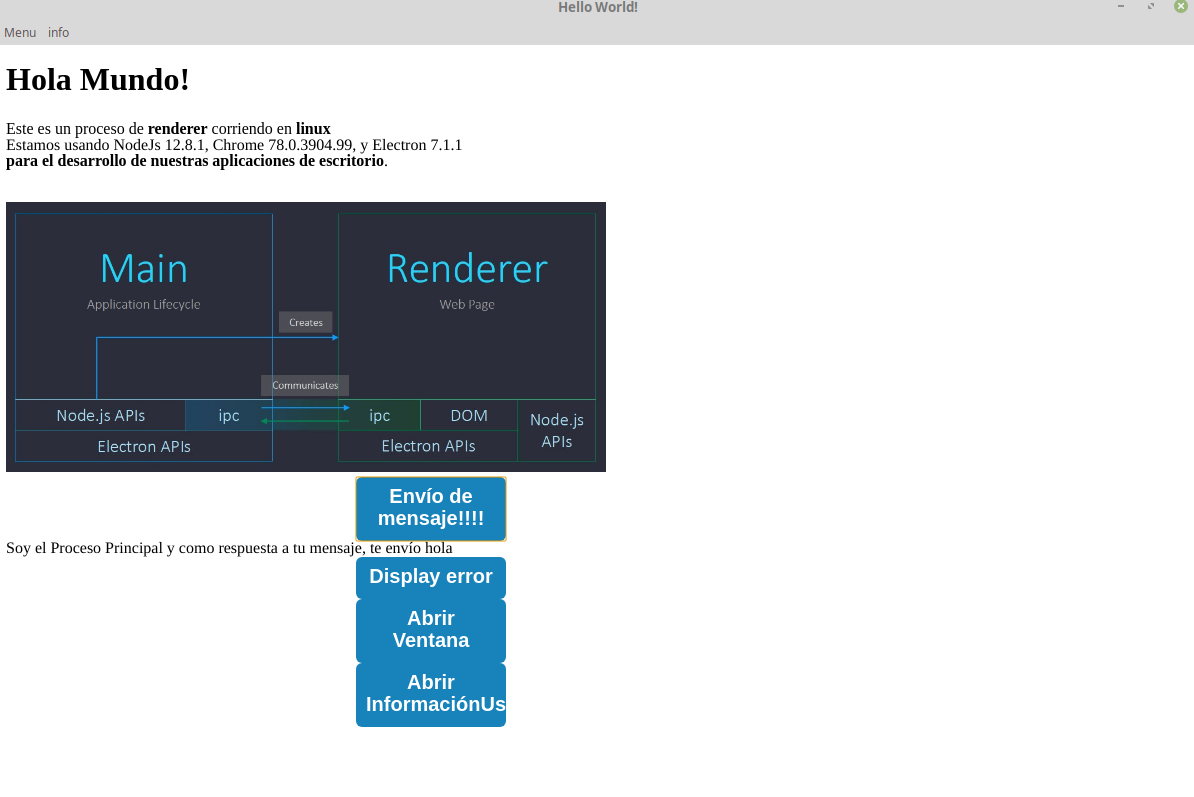 Hello World!
Menu info
Hola Mundo!
Este es un proceso de renderer corriendo en linux
Estamos usando NodeJs 12.8.1, Chrome 78.0.3904.99, y Electron 7.1.1
para el desarrollo de nuestras aplicaciones de escritorio.
Main
Application Lifecycle
Renderer
Web Page
Creates
Communicates
Node.js APIs
ipc
Electron APIs
ipc
DOM
Node.js
APIs
Electron APIs
Envío de
mensaje!!!!
Soy el Proceso Principal y como respuesta a tu mensaje, te envío hola
Display error
Abrir
Ventana
Abrir
InformaciónUs